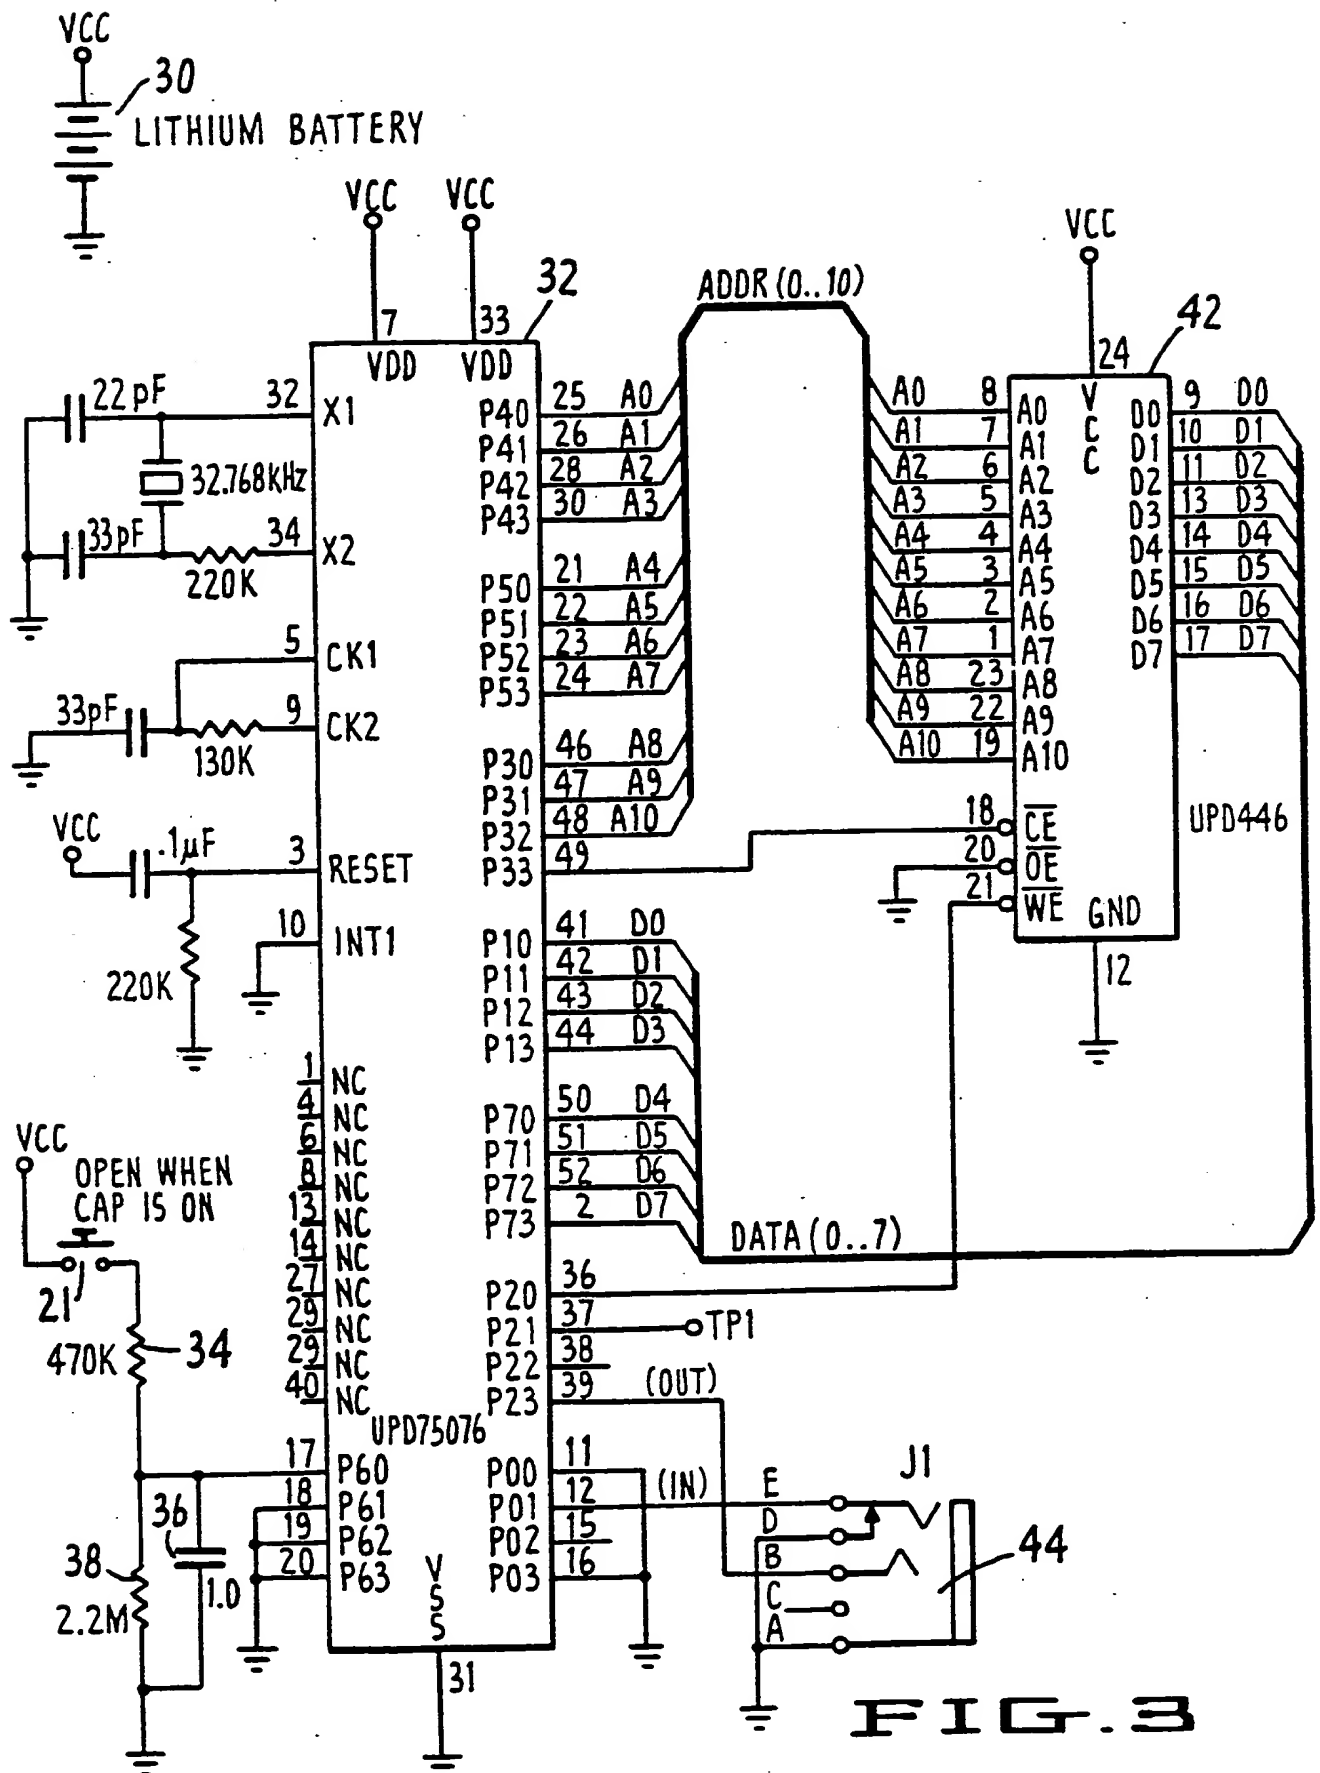 VCC
30
LITHIUM BATTERY
VCC VCC
7 33 32
VDD VDD
22pF 32 X1
32.768KHz
33pF 34 X2
220K
5 CK1
33pF 9 CK2
130K
VCC
.1µF 3 RESET
10 INT1
220K
1 NC
4 NC
6 NC
8 NC
13 NC
14 NC
27 NC
29 NC
29 NC
40 NC
VCC
OPEN WHEN
CAP IS ON
21
470K 34
UPD75076
17 P60
18 P61
19 P62
20 P63
36
38
1.0
2.2M
VSS
31
P40 25 A0
P41 26 A1
P42 28 A2
P43 30 A3
P50 21 A4
P51 22 A5
P52 23 A6
P53 24 A7
P30 46 A8
P31 47 A9
P32 48 A10
P33 49
P10 41 D0
P11 42 D1
P12 43 D2
P13 44 D3
P70 50 D4
P71 51 D5
P72 52 D6
P73 2 D7
P20 36
P21 37 TP1
P22 38
P23 39 (OUT)
P00 11
P01 12 (IN)
P02 15
P03 16
ADDR (0..10)
DATA (0..7)
VCC
24 42
VCC
A0 8 A0
A1 7 A1
A2 6 A2
A3 5 A3
A4 4 A4
A5 3 A5
A6 2 A6
A7 1 A7
A8 23 A8
A9 22 A9
A10 19 A10
18 CE
20 OE
21 WE
D0 9 D0
D1 10 D1
D2 11 D2
D3 13 D3
D4 14 D4
D5 15 D5
D6 16 D6
D7 17 D7
UPD446
GND
12
J1
E
D
B
C
A
44
FIG.3